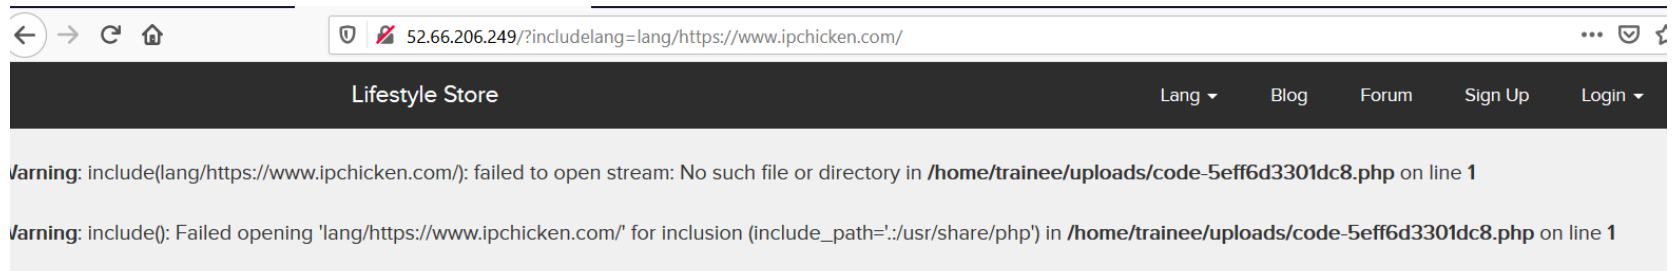 52.66.206.249/?includelang=lang/https://www.ipchicken.com/
Lifestyle Store Lang Blog Forum Sign Up Login
Warning: include(lang/https://www.ipchicken.com/): failed to open stream: No such file or directory in /home/trainee/uploads/code-5eff6d3301dc8.php on line 1
Warning: include(): Failed opening 'lang/https://www.ipchicken.com/' for inclusion (include_path='.:/usr/share/php') in /home/trainee/uploads/code-5eff6d3301dc8.php on line 1